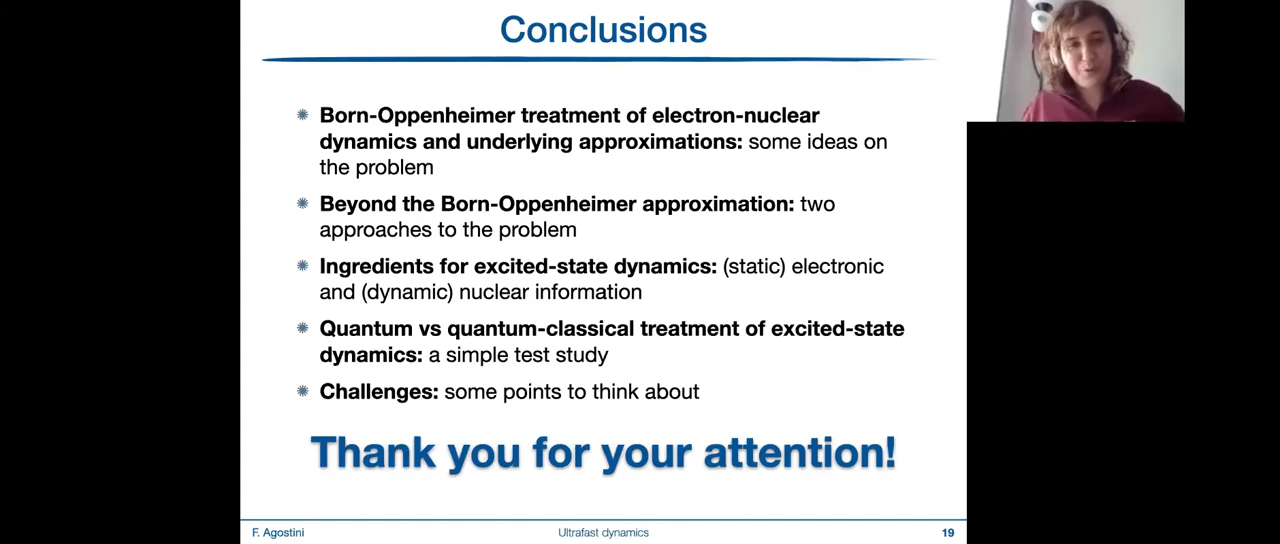 Conclusions
Born-Oppenheimer treatment of electron-nuclear
dynamics and underlying approximations: some ideas on
the problem
Beyond the Born-Oppenheimer approximation: two
approaches to the problem
Ingredients for excited-state dynamics: (static) electronic
and (dynamic) nuclear information
Quantum vs quantum-classical treatment of excited-state
dynamics: a simple test study
Challenges: some points to think about
Thank you for your attention!
F. Agostini
Ultrafast dynamics
19